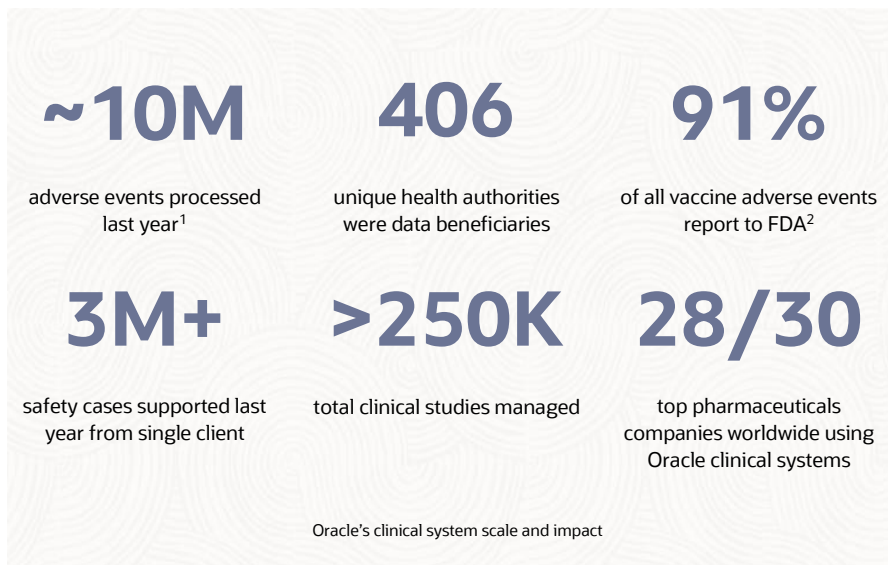 ~10M
adverse events processed
last year¹
406
unique health authorities
were data beneficiaries
91%
of all vaccine adverse events
report to FDA²
3M+
safety cases supported last
year from single client
>250K
total clinical studies managed
28/30
top pharmaceuticals
companies worldwide using
Oracle clinical systems
Oracle’s clinical system scale and impact